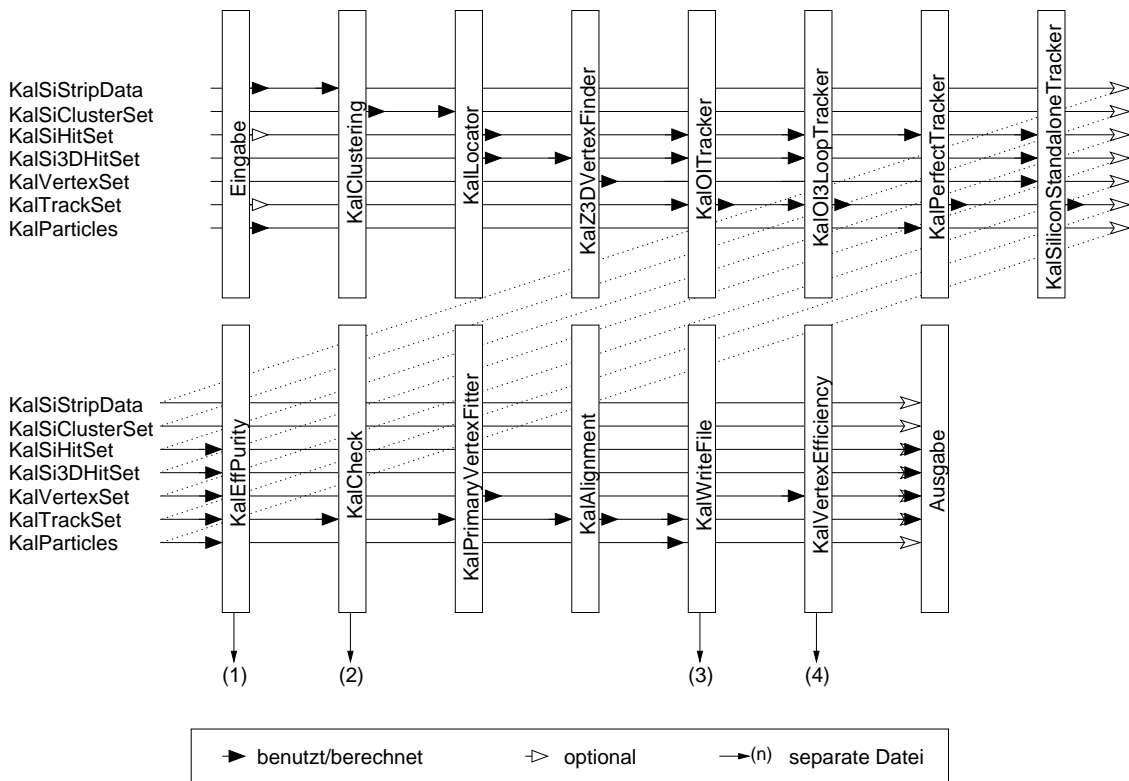 KalSiStripData
KalSiClusterSet
KalSiHitSet
KalSi3DHitSet
KalVertexSet
KalTrackSet
KalParticles
Eingabe
KalClustering
KalLocator
KalZ3DVertexFinder
KalOITracker
KalOI3LoopTracker
KalPerfectTracker
KalSiliconStandaloneTracker
KalSiStripData
KalSiClusterSet
KalSiHitSet
KalSi3DHitSet
KalVertexSet
KalTrackSet
KalParticles
KalEffPurity
KalCheck
KalPrimaryVertexFitter
KalAlignment
KalWriteFile
KalVertexEfficiency
Ausgabe
(1)
(2)
(3)
(4)
benutzt/berechnet
optional
(n) separate Datei